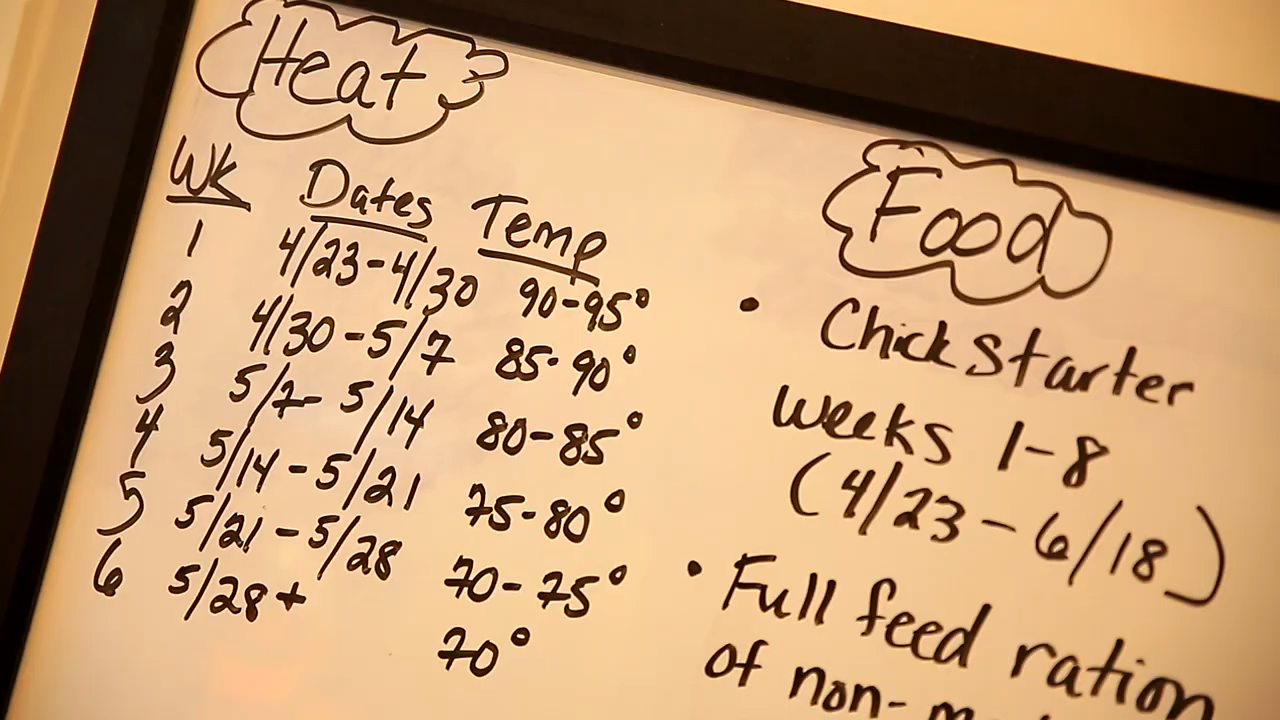 Heat
Wk Dates Temp
1 4/23-4/30 90-95°
2 4/30-5/7 85-90°
3 5/7-5/14 80-85°
4 5/14-5/21 75-80°
5 5/21-5/28 70-75°
6 5/28+ 70°
Food
• Chick Starter
weeks 1-8
(4/23-6/18)
• Full feed ration
of non-